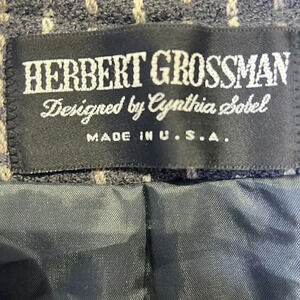 HERBERT GROSSMAN
Designed by Cynthia Sobel
MADE IN U.S.A.